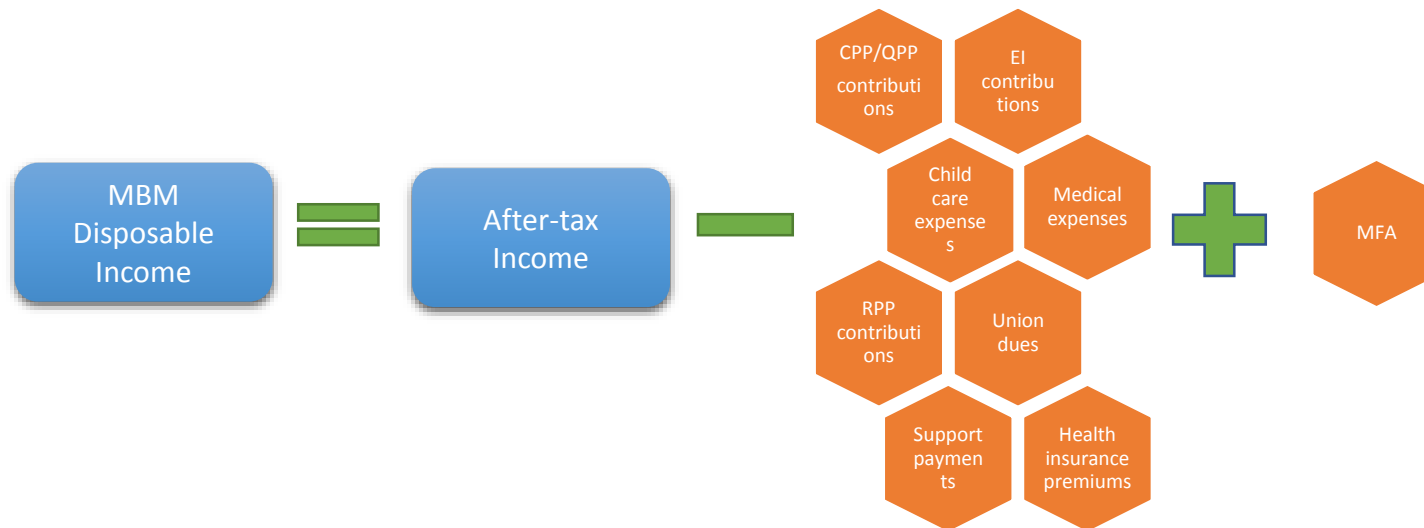 MBM
Disposable
Income
After-tax
Income
CPP/QPP
contributi
ons
EI
contribu
tions
Child
care
expense
s
Medical
expenses
RPP
contributi
ons
Union
dues
Support
paymen
ts
Health
insurance
premiums
MFA